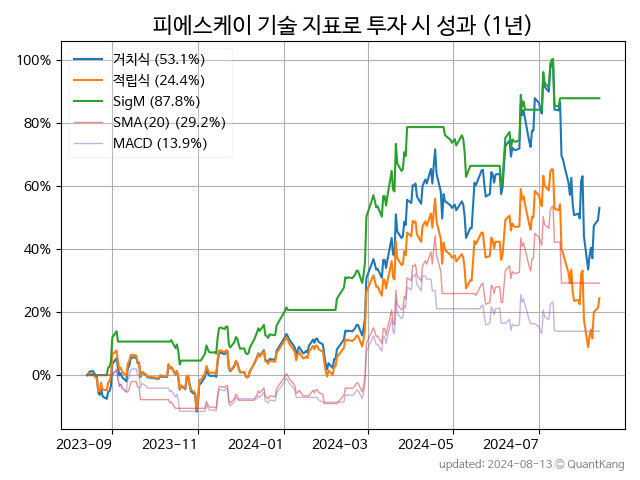 피에스케이 기술 지표로 투자 시 성과 (1년)
거치식 (53.1%)
적립식 (24.4%)
SigM (87.8%)
SMA(20) (29.2%)
MACD (13.9%)
100%
80%
60%
40%
20%
0%
2023-09 2023-11 2024-01 2024-03 2024-05 2024-07
updated: 2024-08-13 © QuantKang